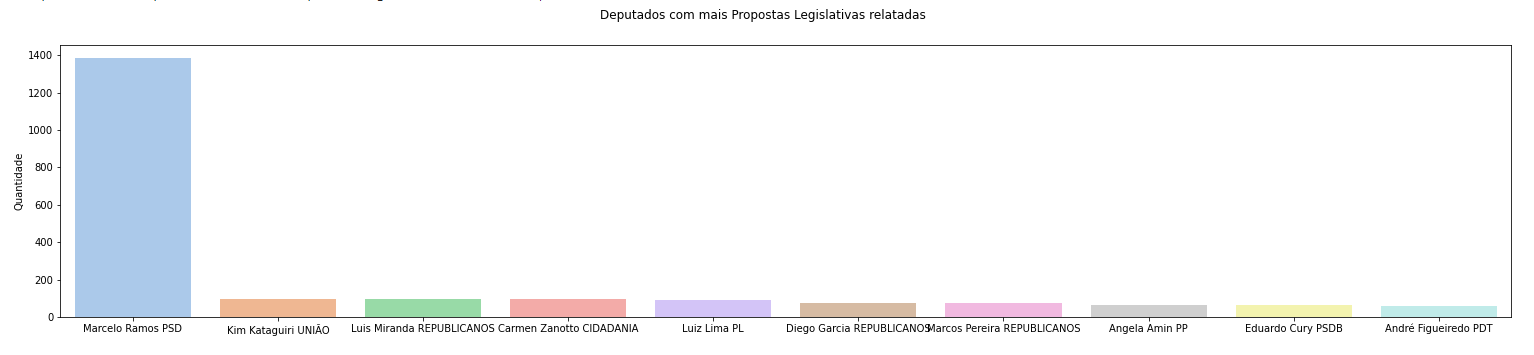 Deputados com mais Propostas Legislativas relatadas
Quantidade
1400
1200
1000
800
600
400
200
0
Marcelo Ramos PSD
Kim Kataguiri UNIÃO
Luis Miranda REPUBLICANOS
Carmen Zanotto CIDADANIA
Luiz Lima PL
Diego Garcia REPUBLICANOS
Marcos Pereira REPUBLICANOS
Angela Amin PP
Eduardo Cury PSDB
André Figueiredo PDT